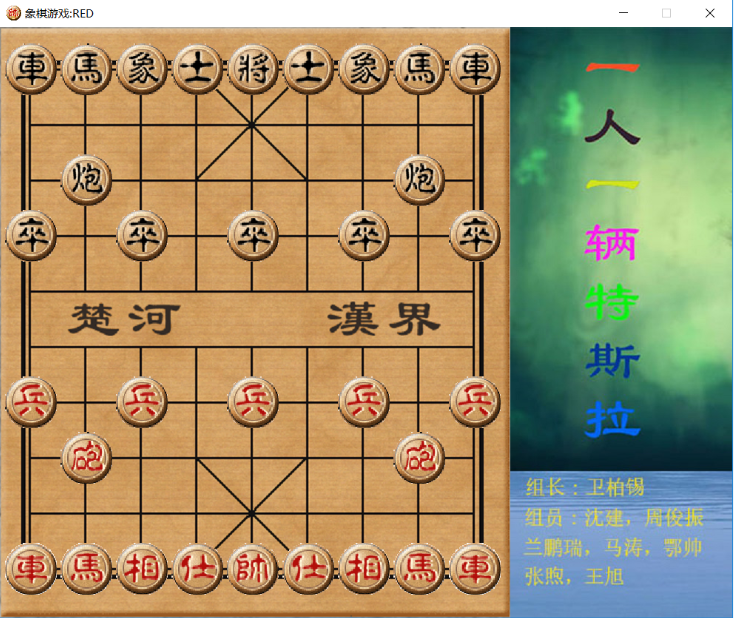 象棋游戏:RED
車馬象士將士象馬車
炮炮
卒卒卒卒卒
楚河 漢界
兵兵兵兵兵
砲砲
車馬相仕帥仕相馬車
一
人
一
辆
特
斯
拉
组长：卫柏锡
组员：沈建，周俊振
兰鹏瑞，马涛，鄂帅
张煦，王旭